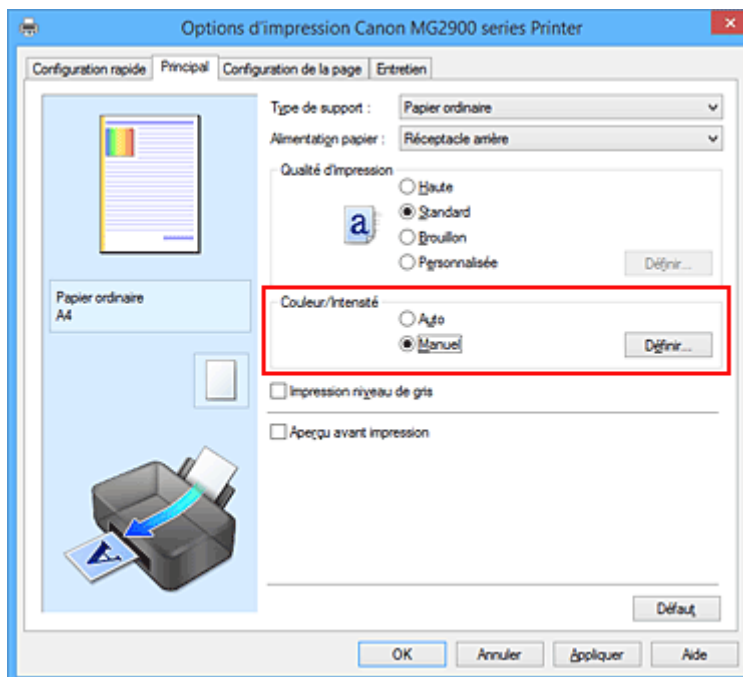 Options d'impression Canon MG2900 series Printer
Configuration rapide Principal Configuration de la page Entretien
Type de support : Papier ordinaire
Alimentation papier : Réceptacle arrière
Qualité d'impression
Haute
a Standard
Brouillon
Personnalisée Définir...
Papier ordinaire
A4
Couleur/Intensité
Auto
Manuel Définir...
Impression niveau de gris
Aperçu avant impression
A
Défaut
OK Annuler Appliquer Aide